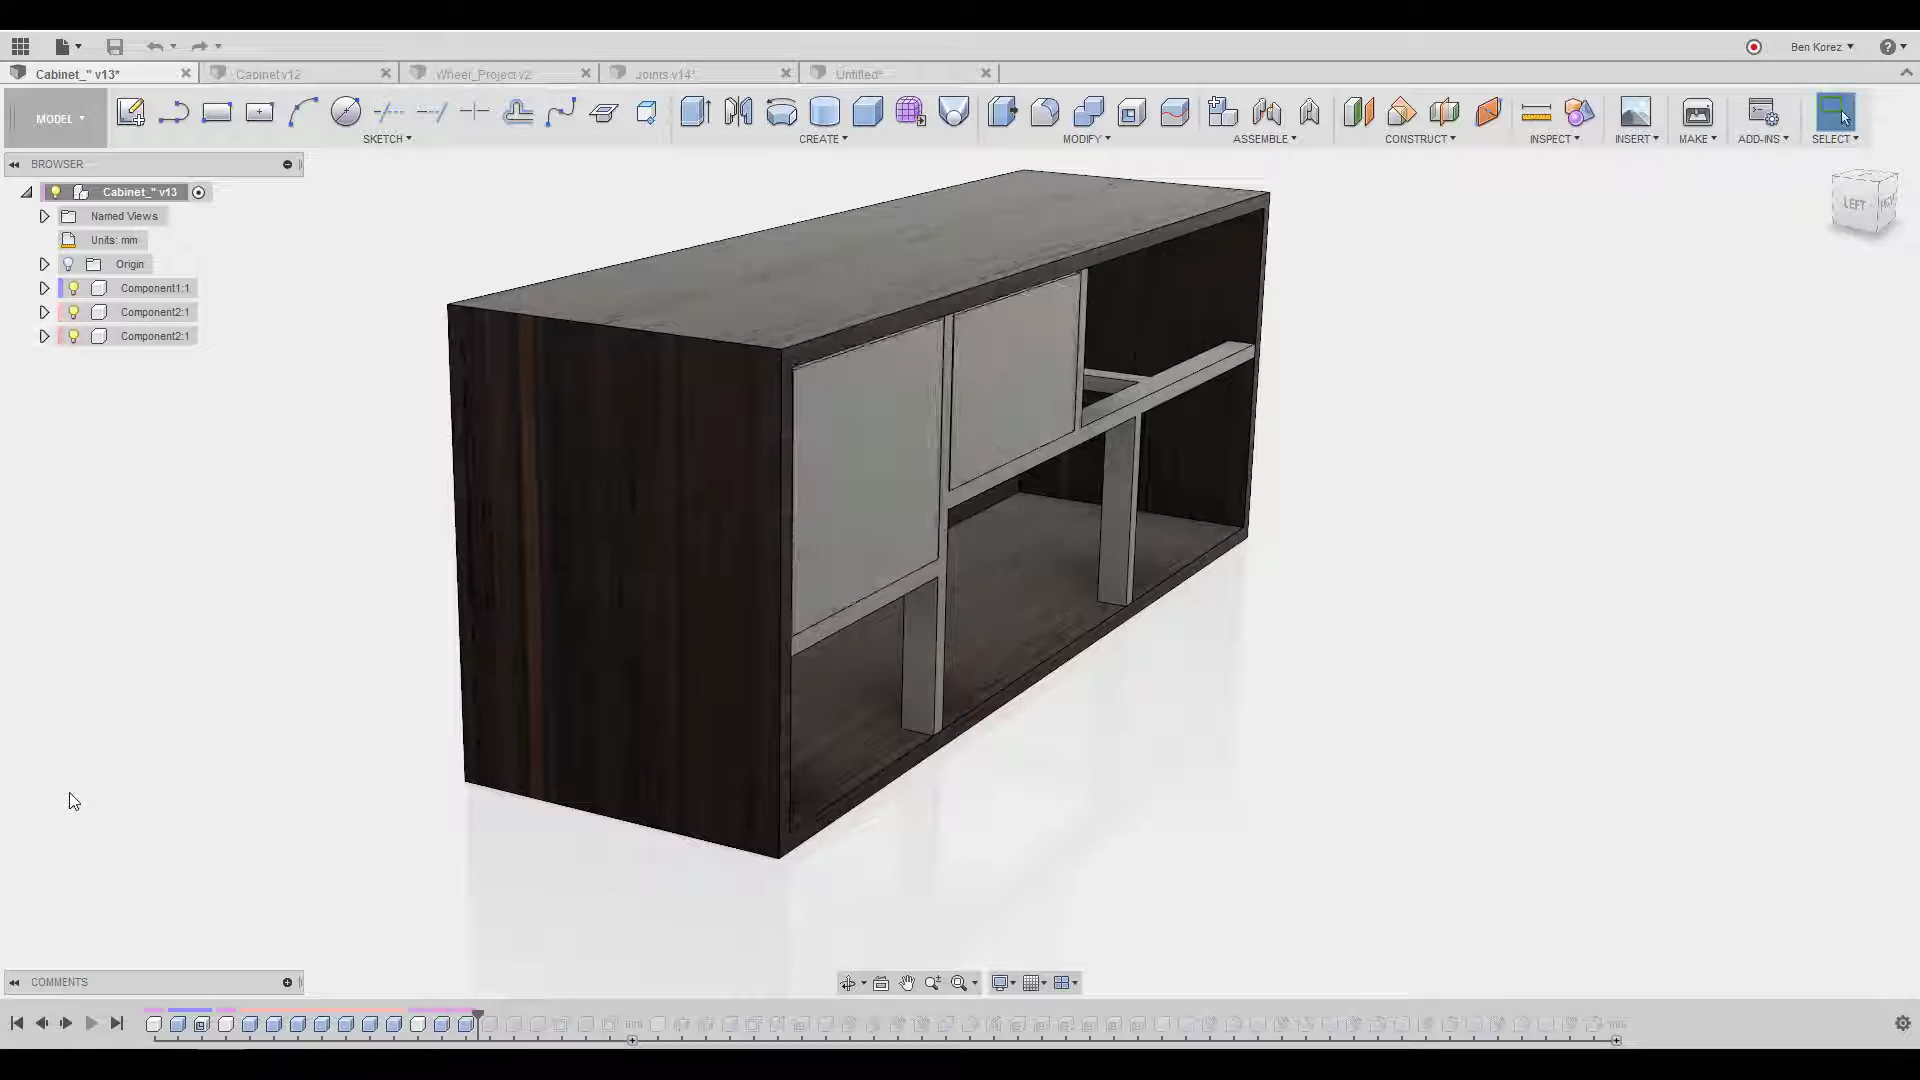 Ben Korez
Cabinet_" v13*
Cabinet v12
Wheel_Project v2
Joints v14*
Untitled*
MODEL
SKETCH
CREATE
MODIFY
ASSEMBLE
CONSTRUCT
INSPECT
INSERT
MAKE
ADD-INS
SELECT
BROWSER
Cabinet_" v13
Named Views
Units: mm
Origin
Component1:1
Component2:1
Component2:1
LEFT
COMMENTS